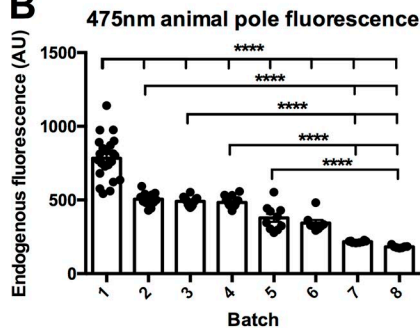 B
475nm animal pole fluorescence
Endogenous fluorescence (AU)
1500
1000
500
0
****
****
****
****
****
1 2 3 4 5 6 7 8
Batch